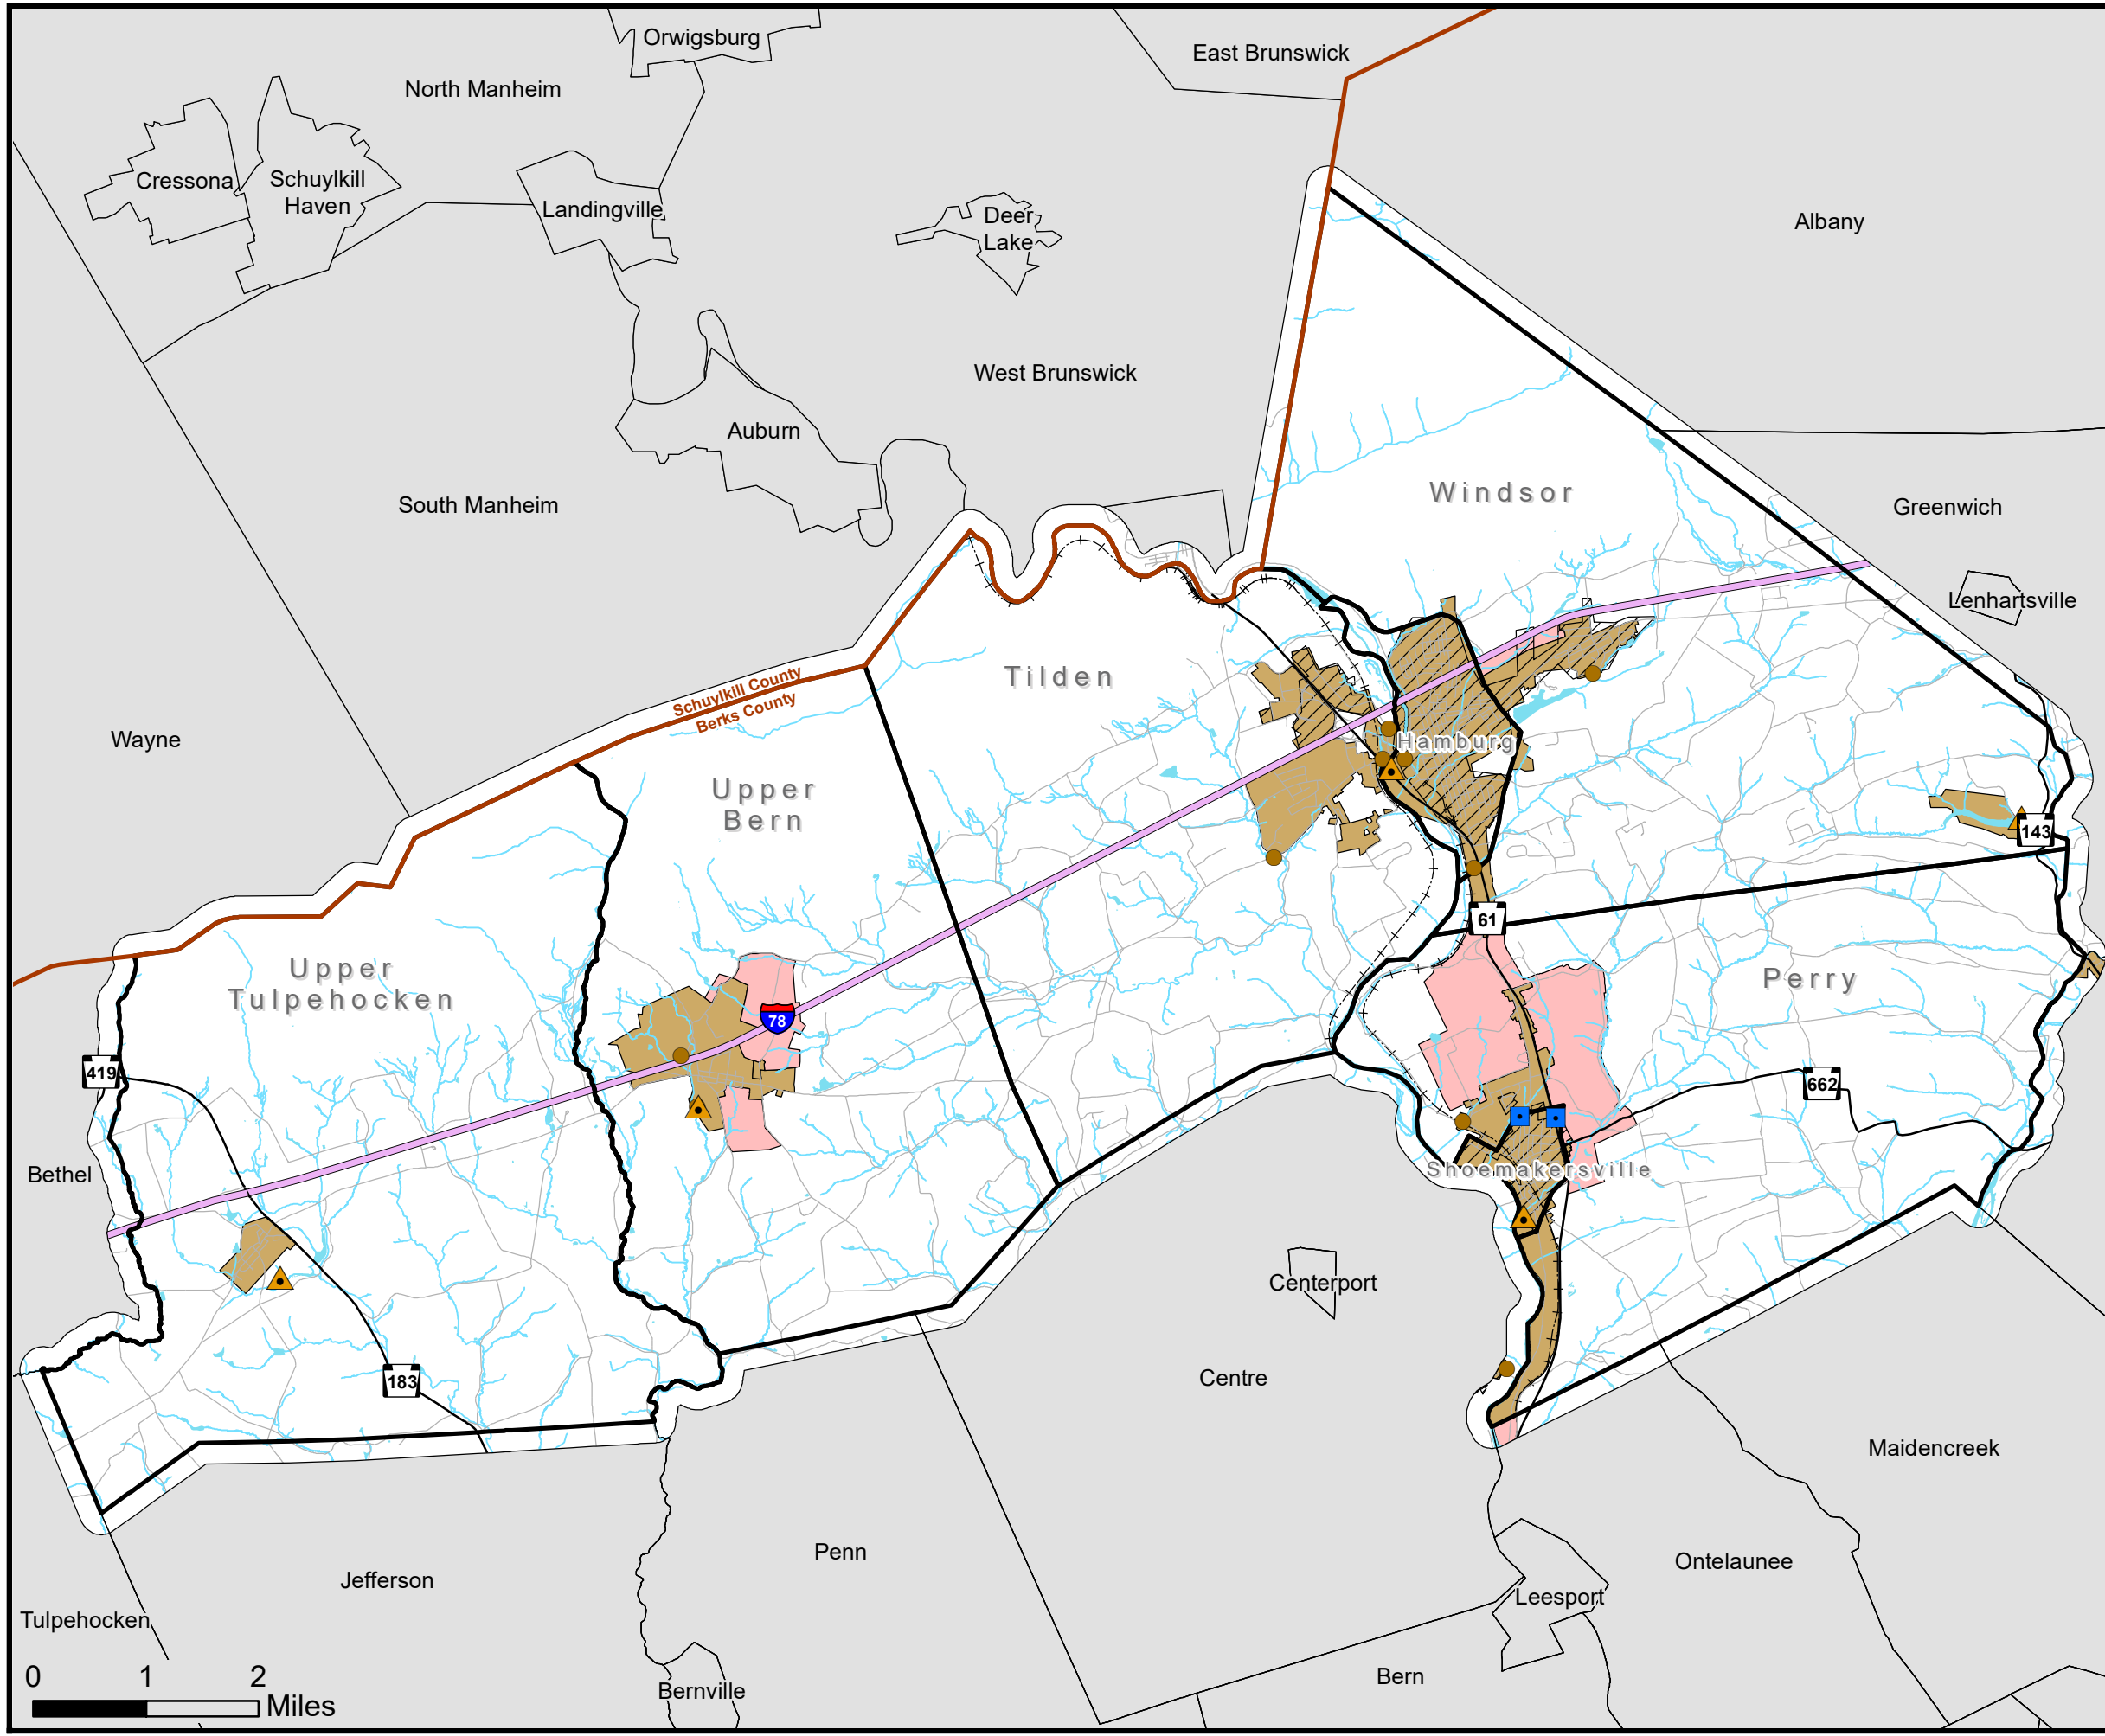 Orwigsburg
East Brunswick
North Manheim
Cressona
Schuylkill
Haven
Landingville
Deer
Lake
Albany
West Brunswick
Auburn
Windsor
South Manheim
Greenwich
Lenhartsville
Tilden
Schuylkill County
Berks County
Wayne
Hamburg
Upper
Bern
143
61
Upper
Tulpehocken
Perry
78
419
662
Bethel
Shoemakersville
Centerport
183
Centre
Maidencreek
Penn
Ontelaunee
Jefferson
Leesport
Tulpehocken
Bern
Bernville
0 1 2
Miles